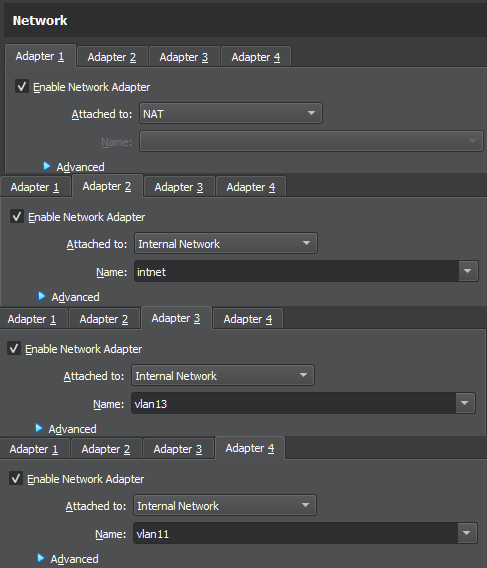 Network
Adapter 1 Adapter 2 Adapter 3 Adapter 4
Enable Network Adapter
Attached to: NAT
Name:
Advanced
Adapter 1 Adapter 2 Adapter 3 Adapter 4
Enable Network Adapter
Attached to: Internal Network
Name: intnet
Advanced
Adapter 1 Adapter 2 Adapter 3 Adapter 4
Enable Network Adapter
Attached to: Internal Network
Name: vlan13
Advanced
Adapter 1 Adapter 2 Adapter 3 Adapter 4
Enable Network Adapter
Attached to: Internal Network
Name: vlan11
Advanced